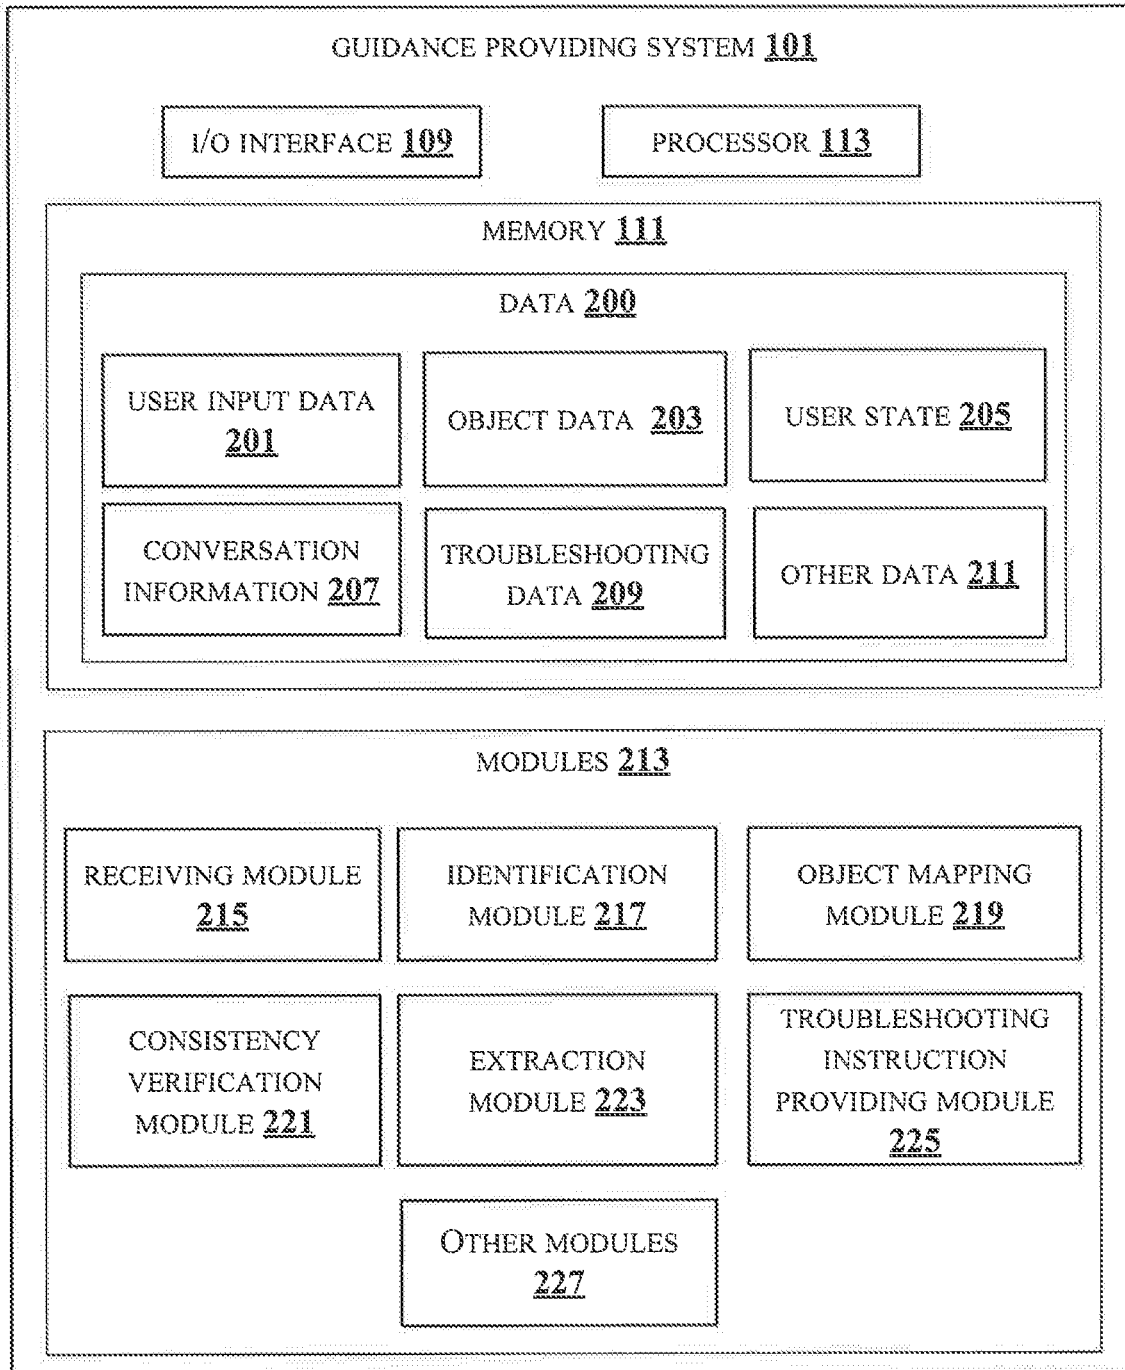 GUIDANCE PROVIDING SYSTEM 101
I/O INTERFACE 109
PROCESSOR 113
MEMORY 111
DATA 200
USER INPUT DATA
201
OBJECT DATA 203
USER STATE 205
CONVERSATION
INFORMATION 207
TROUBLESHOOTING
DATA 209
OTHER DATA 211
MODULES 213
RECEIVING MODULE
215
IDENTIFICATION
MODULE 217
OBJECT MAPPING
MODULE 219
CONSISTENCY
VERIFICATION
MODULE 221
EXTRACTION
MODULE 223
TROUBLESHOOTING
INSTRUCTION
PROVIDING MODULE
225
OTHER MODULES
227